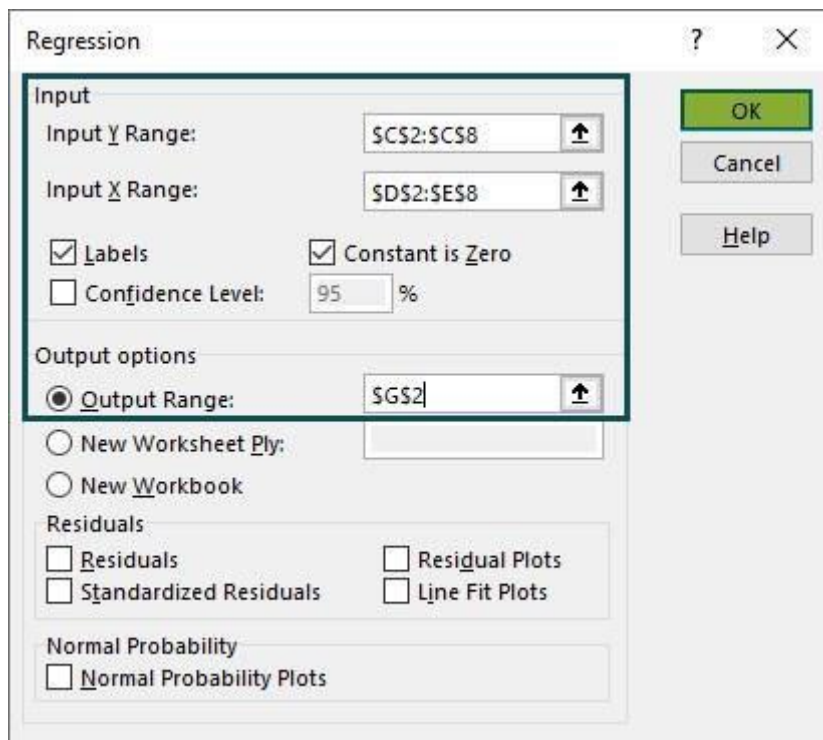 Regression ? ×
Input
OK
Input Y Range: $C$2:$C$8
Cancel
Input X Range: $D$2:$E$8
Help
Labels Constant is Zero
Confidence Level: 95 %
Output options
Output Range: $G$2
New Worksheet Ply:
New Workbook
Residuals
Residuals Residual Plots
Standardized Residuals Line Fit Plots
Normal Probability
Normal Probability Plots